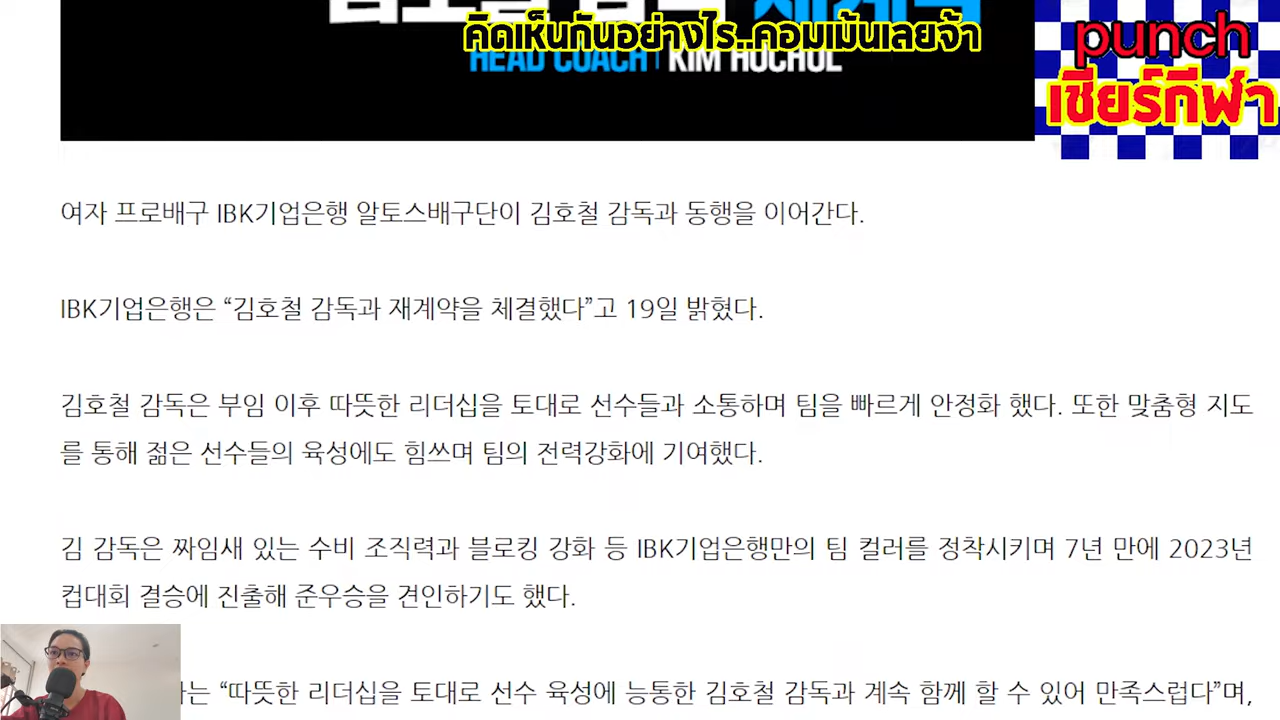 คิดเห็นกันอย่างไร..คอมเม้นเลยจ้า
punch
เชียร์กีฬา
HEAD COACH | KIM HOCHUL
여자 프로배구 IBK기업은행 알토스배구단이 김호철 감독과 동행을 이어간다.
IBK기업은행은 “김호철 감독과 재계약을 체결했다”고 19일 밝혔다.
김호철 감독은 부임 이후 따뜻한 리더십을 토대로 선수들과 소통하며 팀을 빠르게 안정화 했다. 또한 맞춤형 지도
를 통해 젊은 선수들의 육성에도 힘쓰며 팀의 전력강화에 기여했다.
김 감독은 짜임새 있는 수비 조직력과 블로킹 강화 등 IBK기업은행만의 팀 컬러를 정착시키며 7년 만에 2023년
컵대회 결승에 진출해 준우승을 견인하기도 했다.
는 “따뜻한 리더십을 토대로 선수 육성에 능통한 김호철 감독과 계속 함께 할 수 있어 만족스럽다”며,